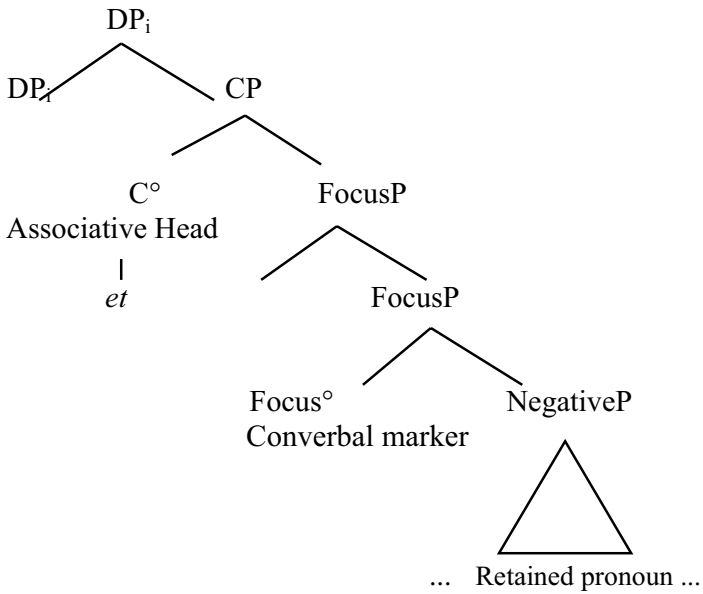 DPᵢ
DPᵢ CP
C° FocusP
Associative Head
et FocusP
Focus° NegativeP
Converbal marker
... Retained pronoun ...